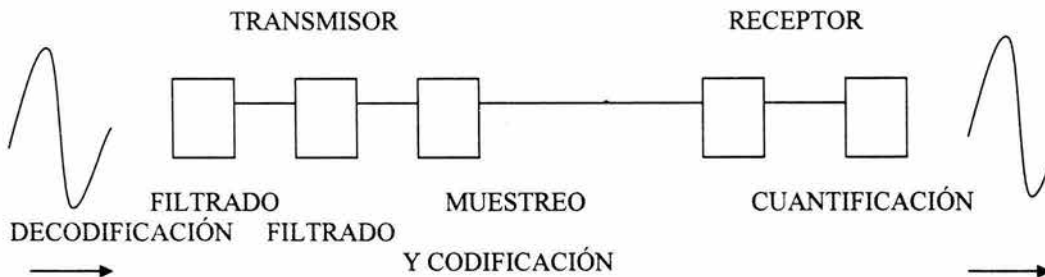 TRANSMISOR RECEPTOR
FILTRADO MUESTREO CUANTIFICACIÓN
DECODIFICACIÓN FILTRADO
Y CODIFICACIÓN